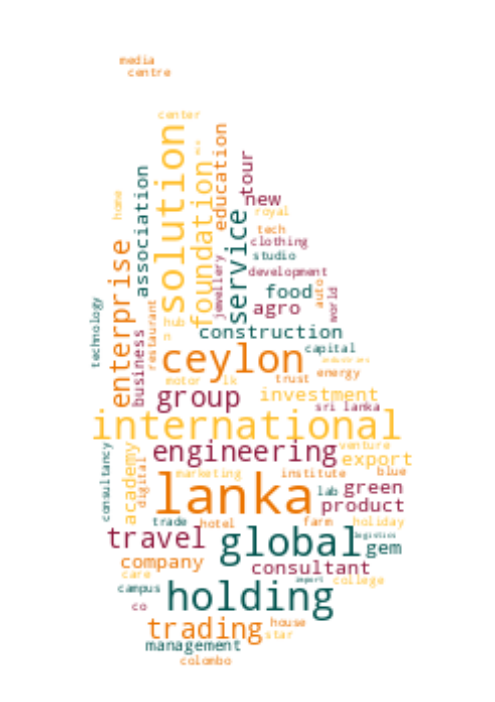 media
centre
center
solution
foundation
education
nu
tour
new
association
home
royal
service
tech
clothing
studio
jewellery
development
enterprise
food
auto
world
agro
technology
restaurant
business
hub
n
construction
capital
ceylon
industries
motor
lk
trust
energy
group
investment
sri lanka
international
engineering
venture
export
consultancy
academy
digital
marketing
institute
blue
lanka
lab
green
product
trade
hotel
farm
holiday
travel
global
logistics
gem
company
consultant
care
import
college
campus
holding
co
trading
house
star
management
colombo